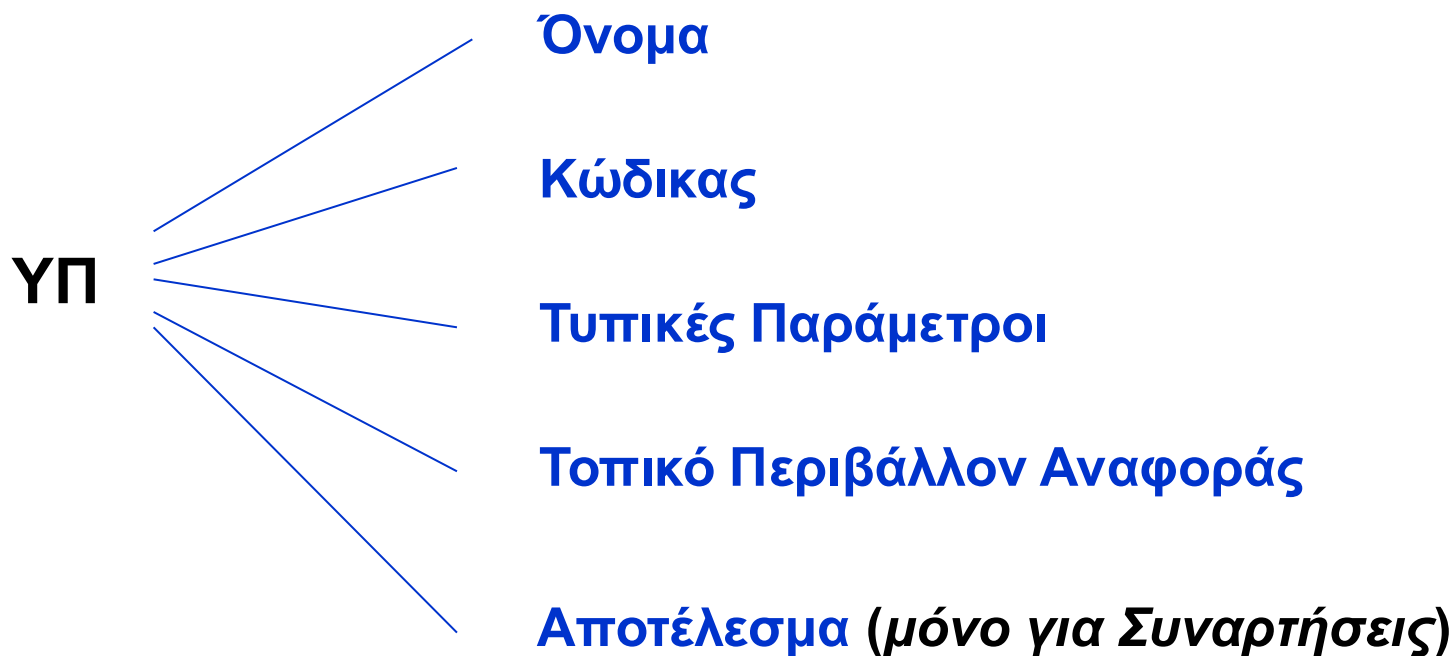 Όνομα
Κώδικας
ΥΠ
Τυπικές Παράμετροι
Τοπικό Περιβάλλον Αναφοράς
Αποτέλεσμα (μόνο για Συναρτήσεις)